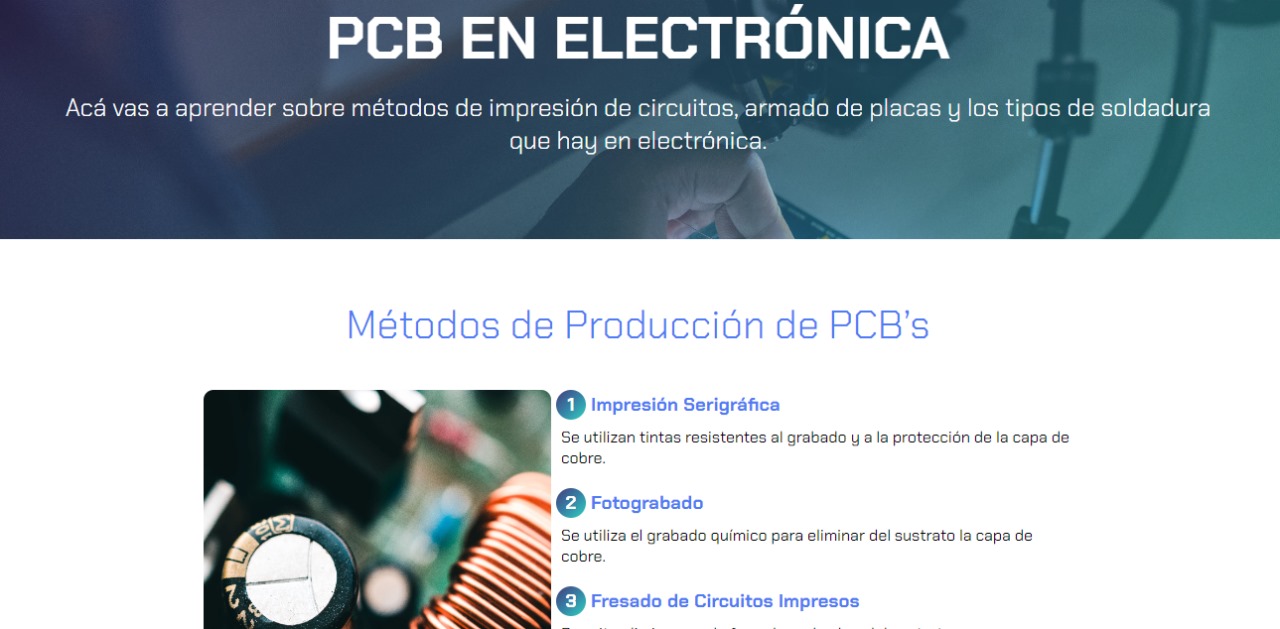 PCB EN ELECTRÓNICA
Acá vas a aprender sobre métodos de impresión de circuitos, armado de placas y los tipos de soldadura
que hay en electrónica.
Métodos de Producción de PCB's
1 Impresión Serigráfica
Se utilizan tintas resistentes al grabado y a la protección de la capa de
cobre.
2 Fotograbado
Se utiliza el grabado químico para eliminar del sustrato la capa de
cobre.
3 Fresado de Circuitos Impresos